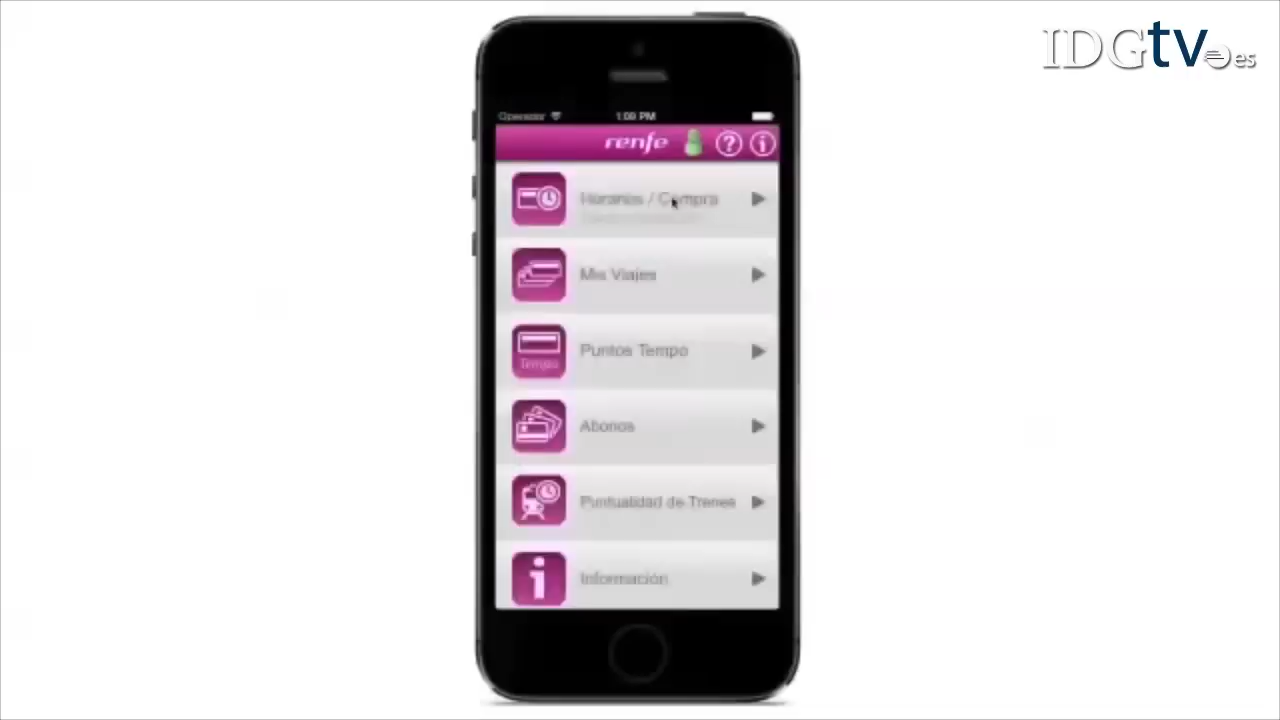 IDGtv.es
Operator 1:09 PM
renfe
Horarios / Compra
Mis Viajes
Puntos Tempo
Tempo
Abonos
Puntualidad de Trenes
Información